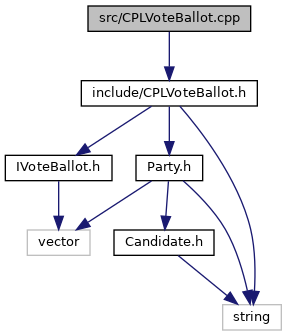 src/CPLVoteBallot.cpp
include/CPLVoteBallot.h
IVoteBallot.h
Party.h
vector
Candidate.h
string